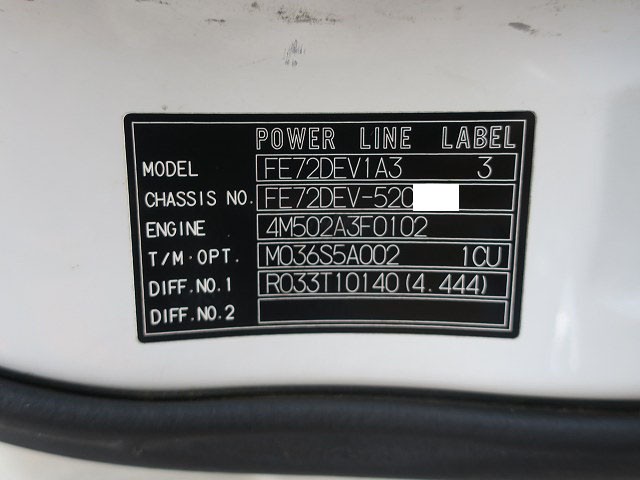 POWER LINE LABEL
MODEL FE72DEV1A3 3
CHASSIS NO. FE72DEV-520
ENGINE 4M502A3F0102
T/M·OPT. M036S5A002 1CU
DIFF.NO.1 R033T10140(4.444)
DIFF.NO.2